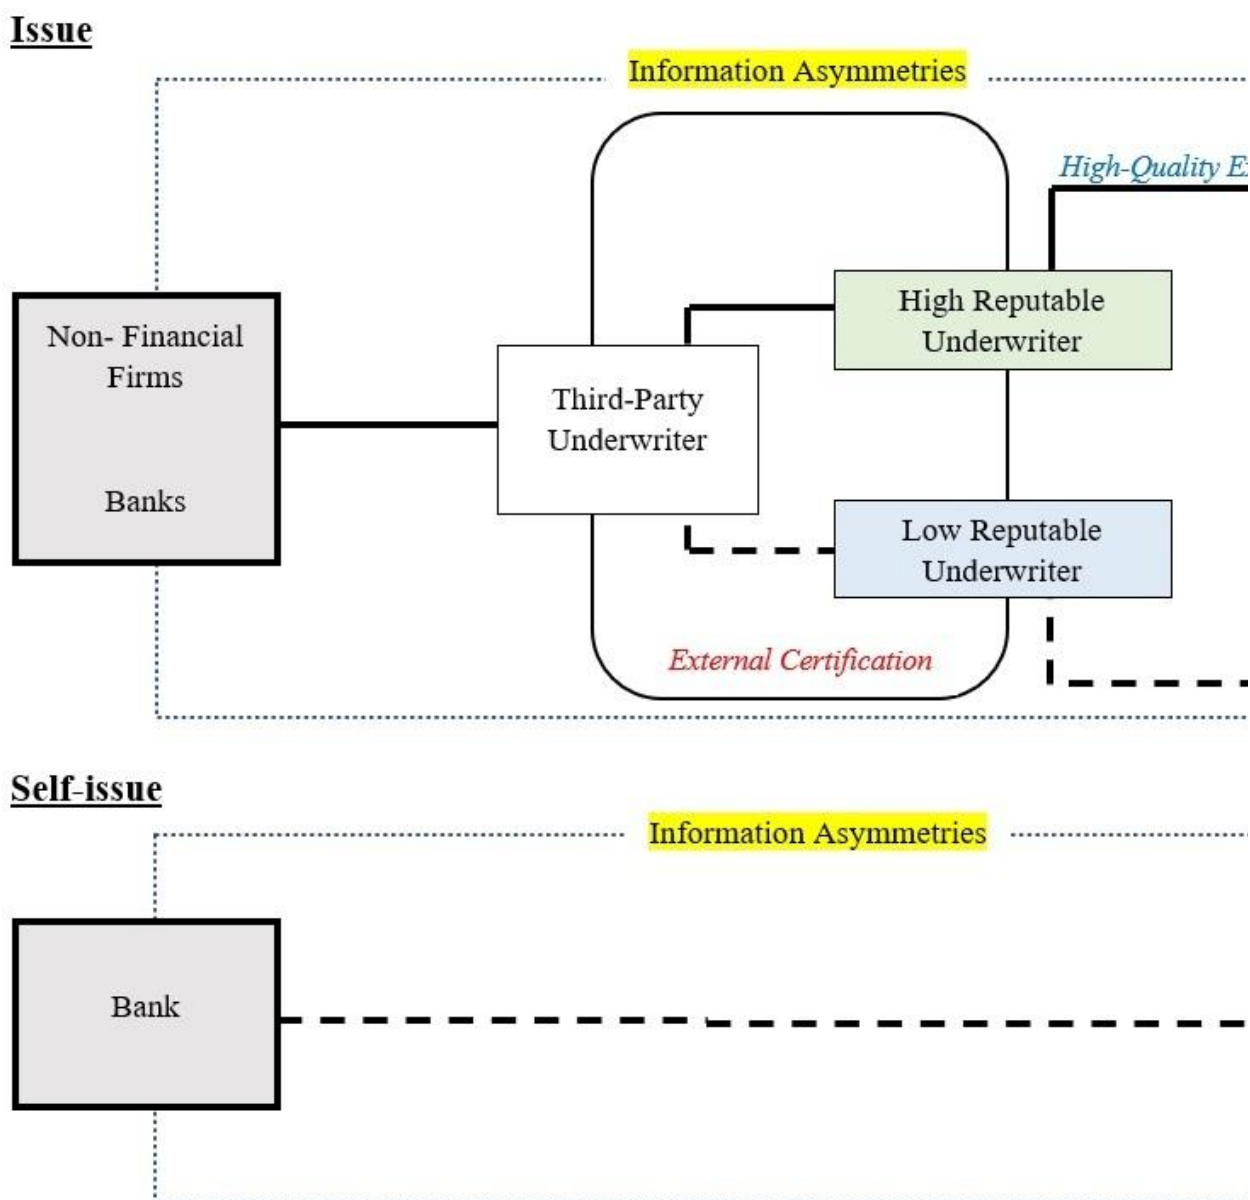 Issue
Information Asymmetries
High-Quality
High Reputable
Underwriter
Non- Financial
Firms
Third-Party
Underwriter
Banks
Low Reputable
Underwriter
External Certification
Self-issue
Information Asymmetries
Bank